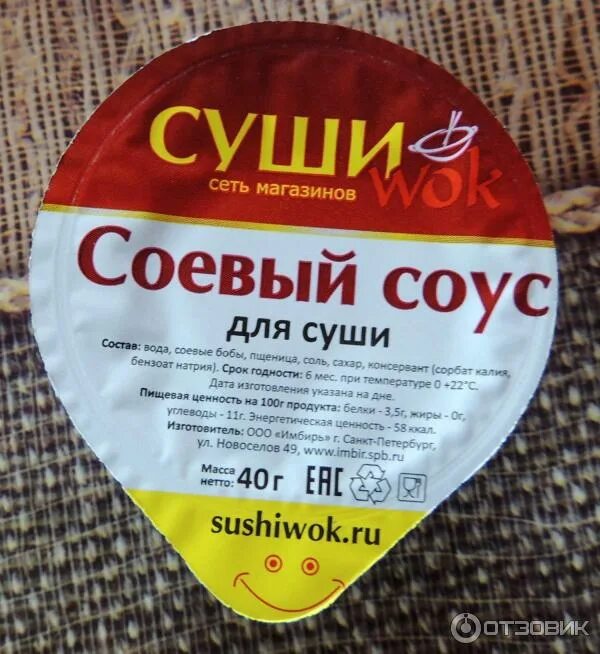 суши
wok
сеть магазинов
Соевый соус
для суши
Состав: вода, соевые бобы, пшеница, соль, сахар, консервант (сорбат калия,
бензоат натрия). Срок годности: 6 мес. при температуре 0 +22°С.
Дата изготовления указана на дне.
Пищевая ценность на 100г продукта: белки - 3,5г, жиры - 0г,
углеводы - 11г. Энергетическая ценность - 58 ккал.
Изготовитель: ООО «Имбирь» г. Санкт-Петербург,
ул. Новоселов 49, www.imbir.spb.ru
Масса
нетто: 40 г EAC
sushiwok.ru
ОТЗОВИК